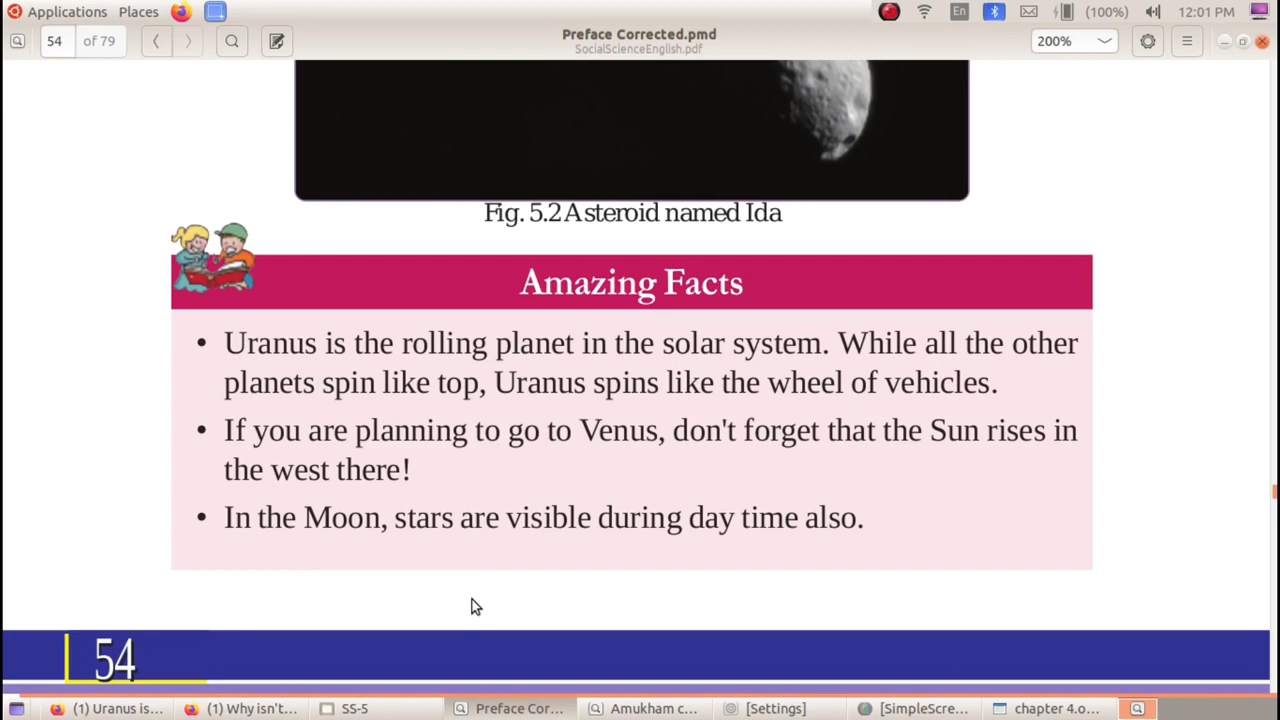 Applications Places En (100%) 12:01 PM
54 of 79 Preface Corrected.pmd 200%
SocialScienceEnglish.pdf
Fig. 5.2 Asteroid named Ida
Amazing Facts
• Uranus is the rolling planet in the solar system. While all the other
planets spin like top, Uranus spins like the wheel of vehicles.
• If you are planning to go to Venus, don't forget that the Sun rises in
the west there!
• In the Moon, stars are visible during day time also.
54
(1) Uranus is... (1) Why isn't... SS-5 Preface Cor... Amukham c... [Settings] [SimpleScre... chapter 4.o...